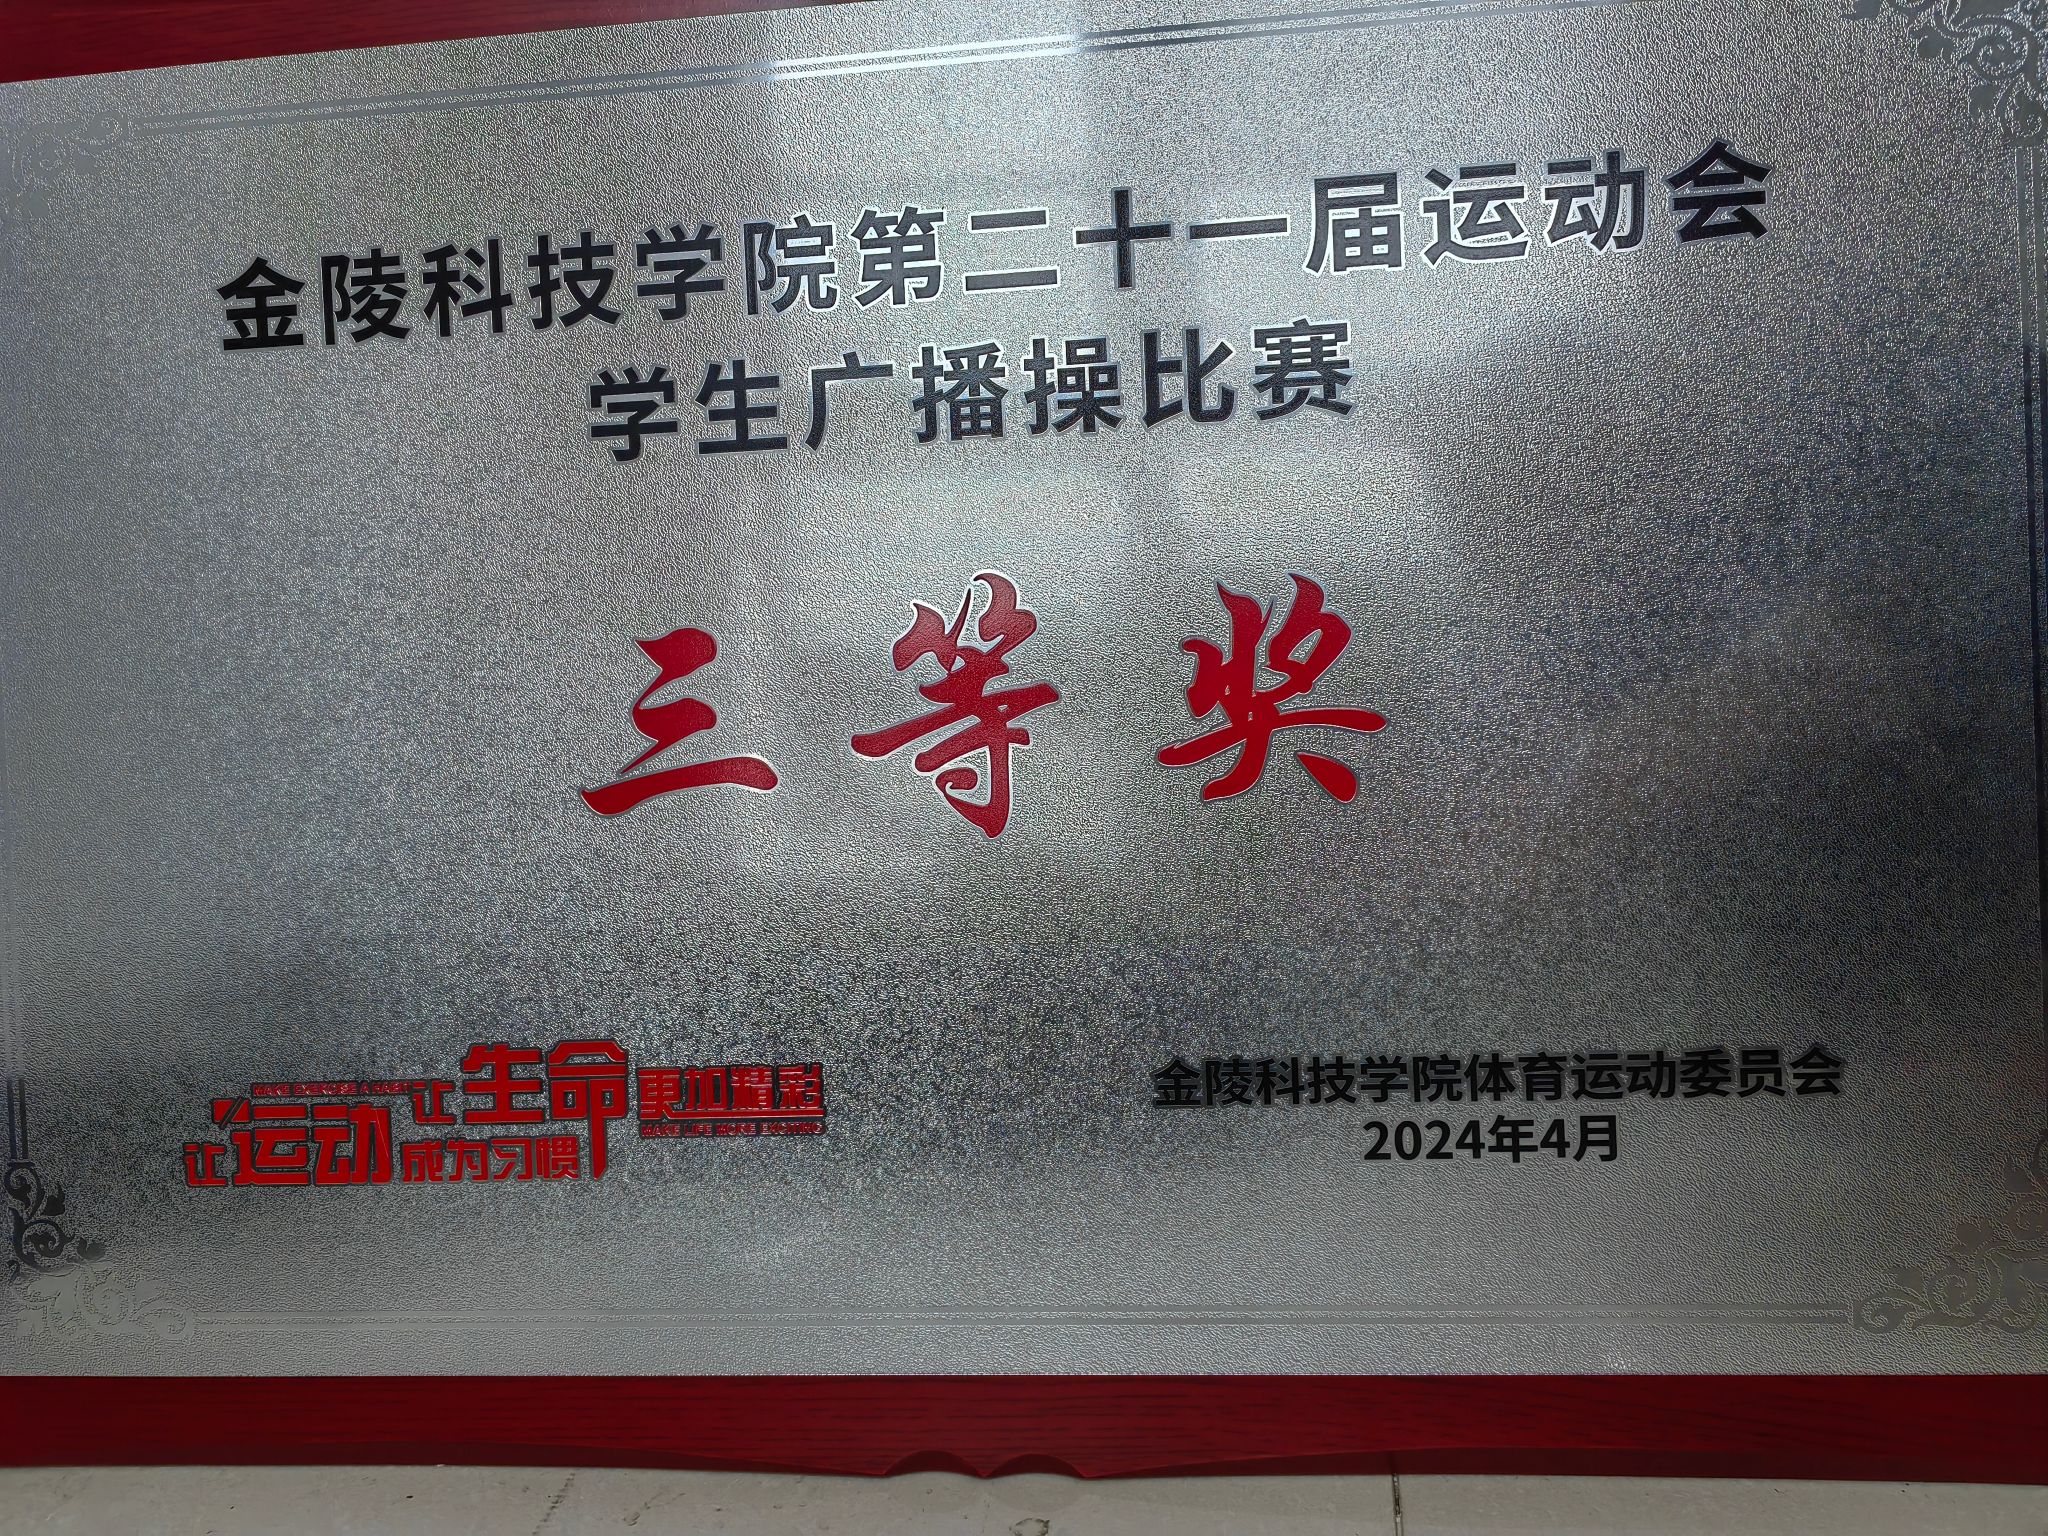 金陵科技学院第二十一届运动会
学生广播操比赛
三等奖
MAKE EXERCISE A HABIT
让运动成为习惯
让生命更加精彩
MAKE LIFE MORE EXCITING
金陵科技学院体育运动委员会
2024年4月